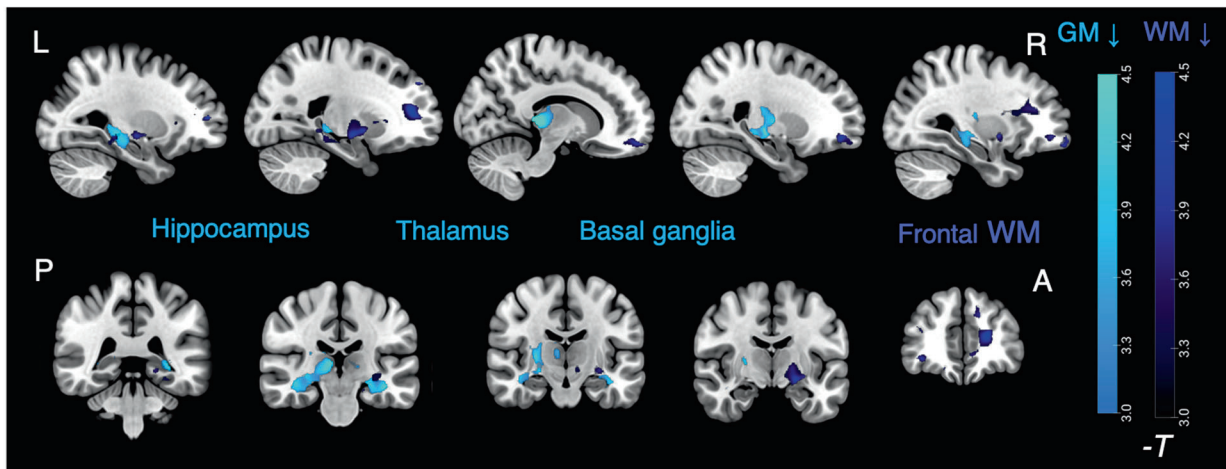 L
R
GM ↓ WM ↓
4.5
4.2
3.9
3.6
3.3
3.0
4.5
4.2
3.9
3.6
3.3
3.0
Hippocampus Thalamus Basal ganglia Frontal WM
P
A
-T